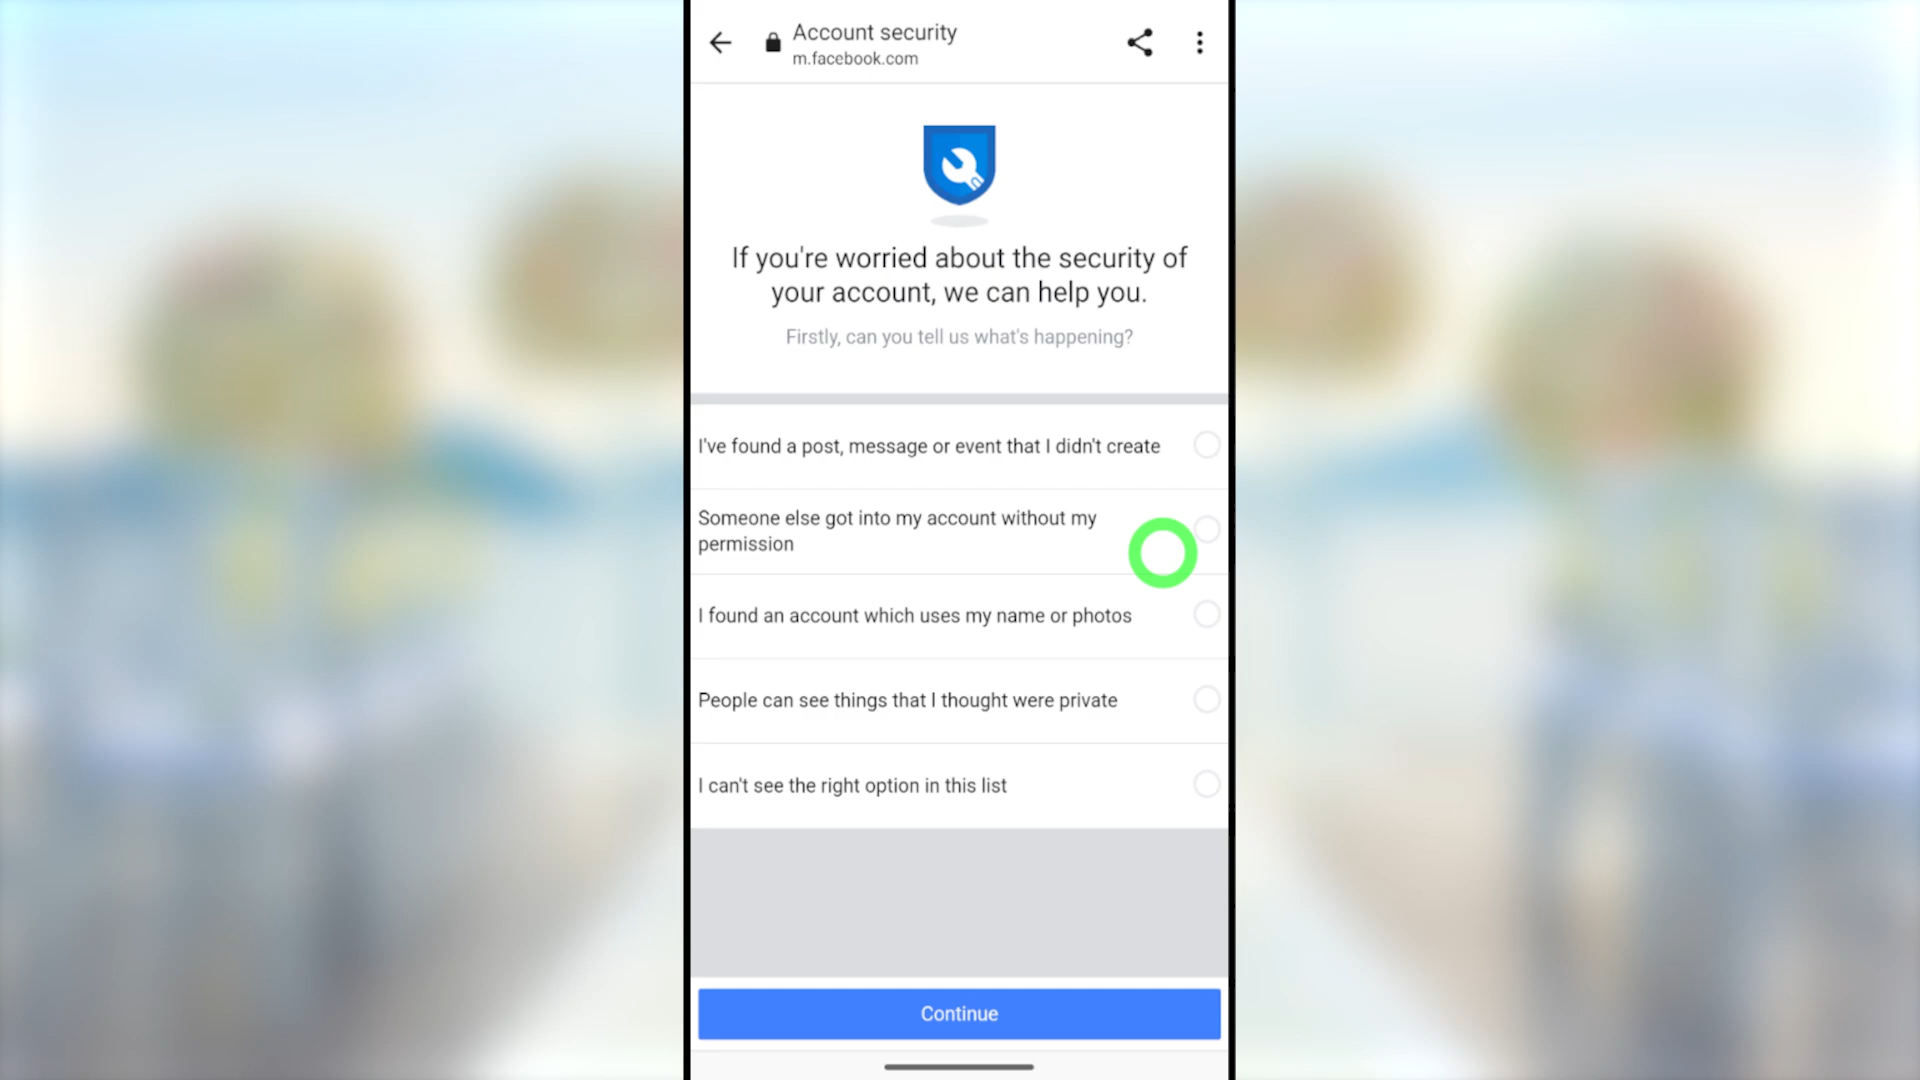 Account security
m.facebook.com
If you're worried about the security of
your account, we can help you.
Firstly, can you tell us what's happening?
I've found a post, message or event that I didn't create
Someone else got into my account without my
permission
I found an account which uses my name or photos
People can see things that I thought were private
I can't see the right option in this list
Continue